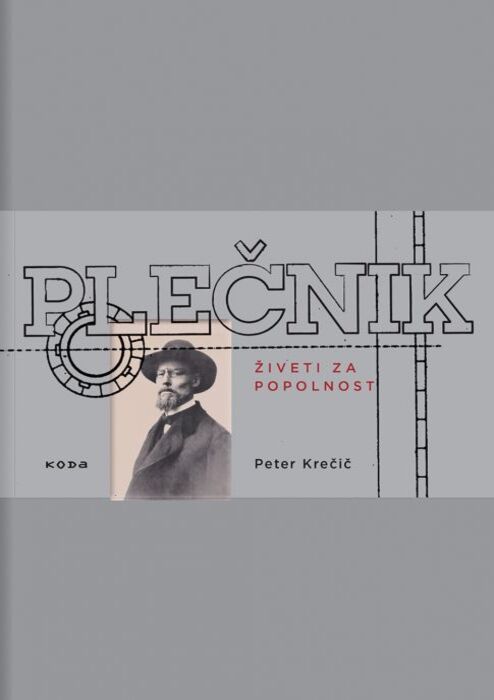 PLEČNIK
ŽIVETI ZA
POPOLNOST
KODA
Peter Krečič